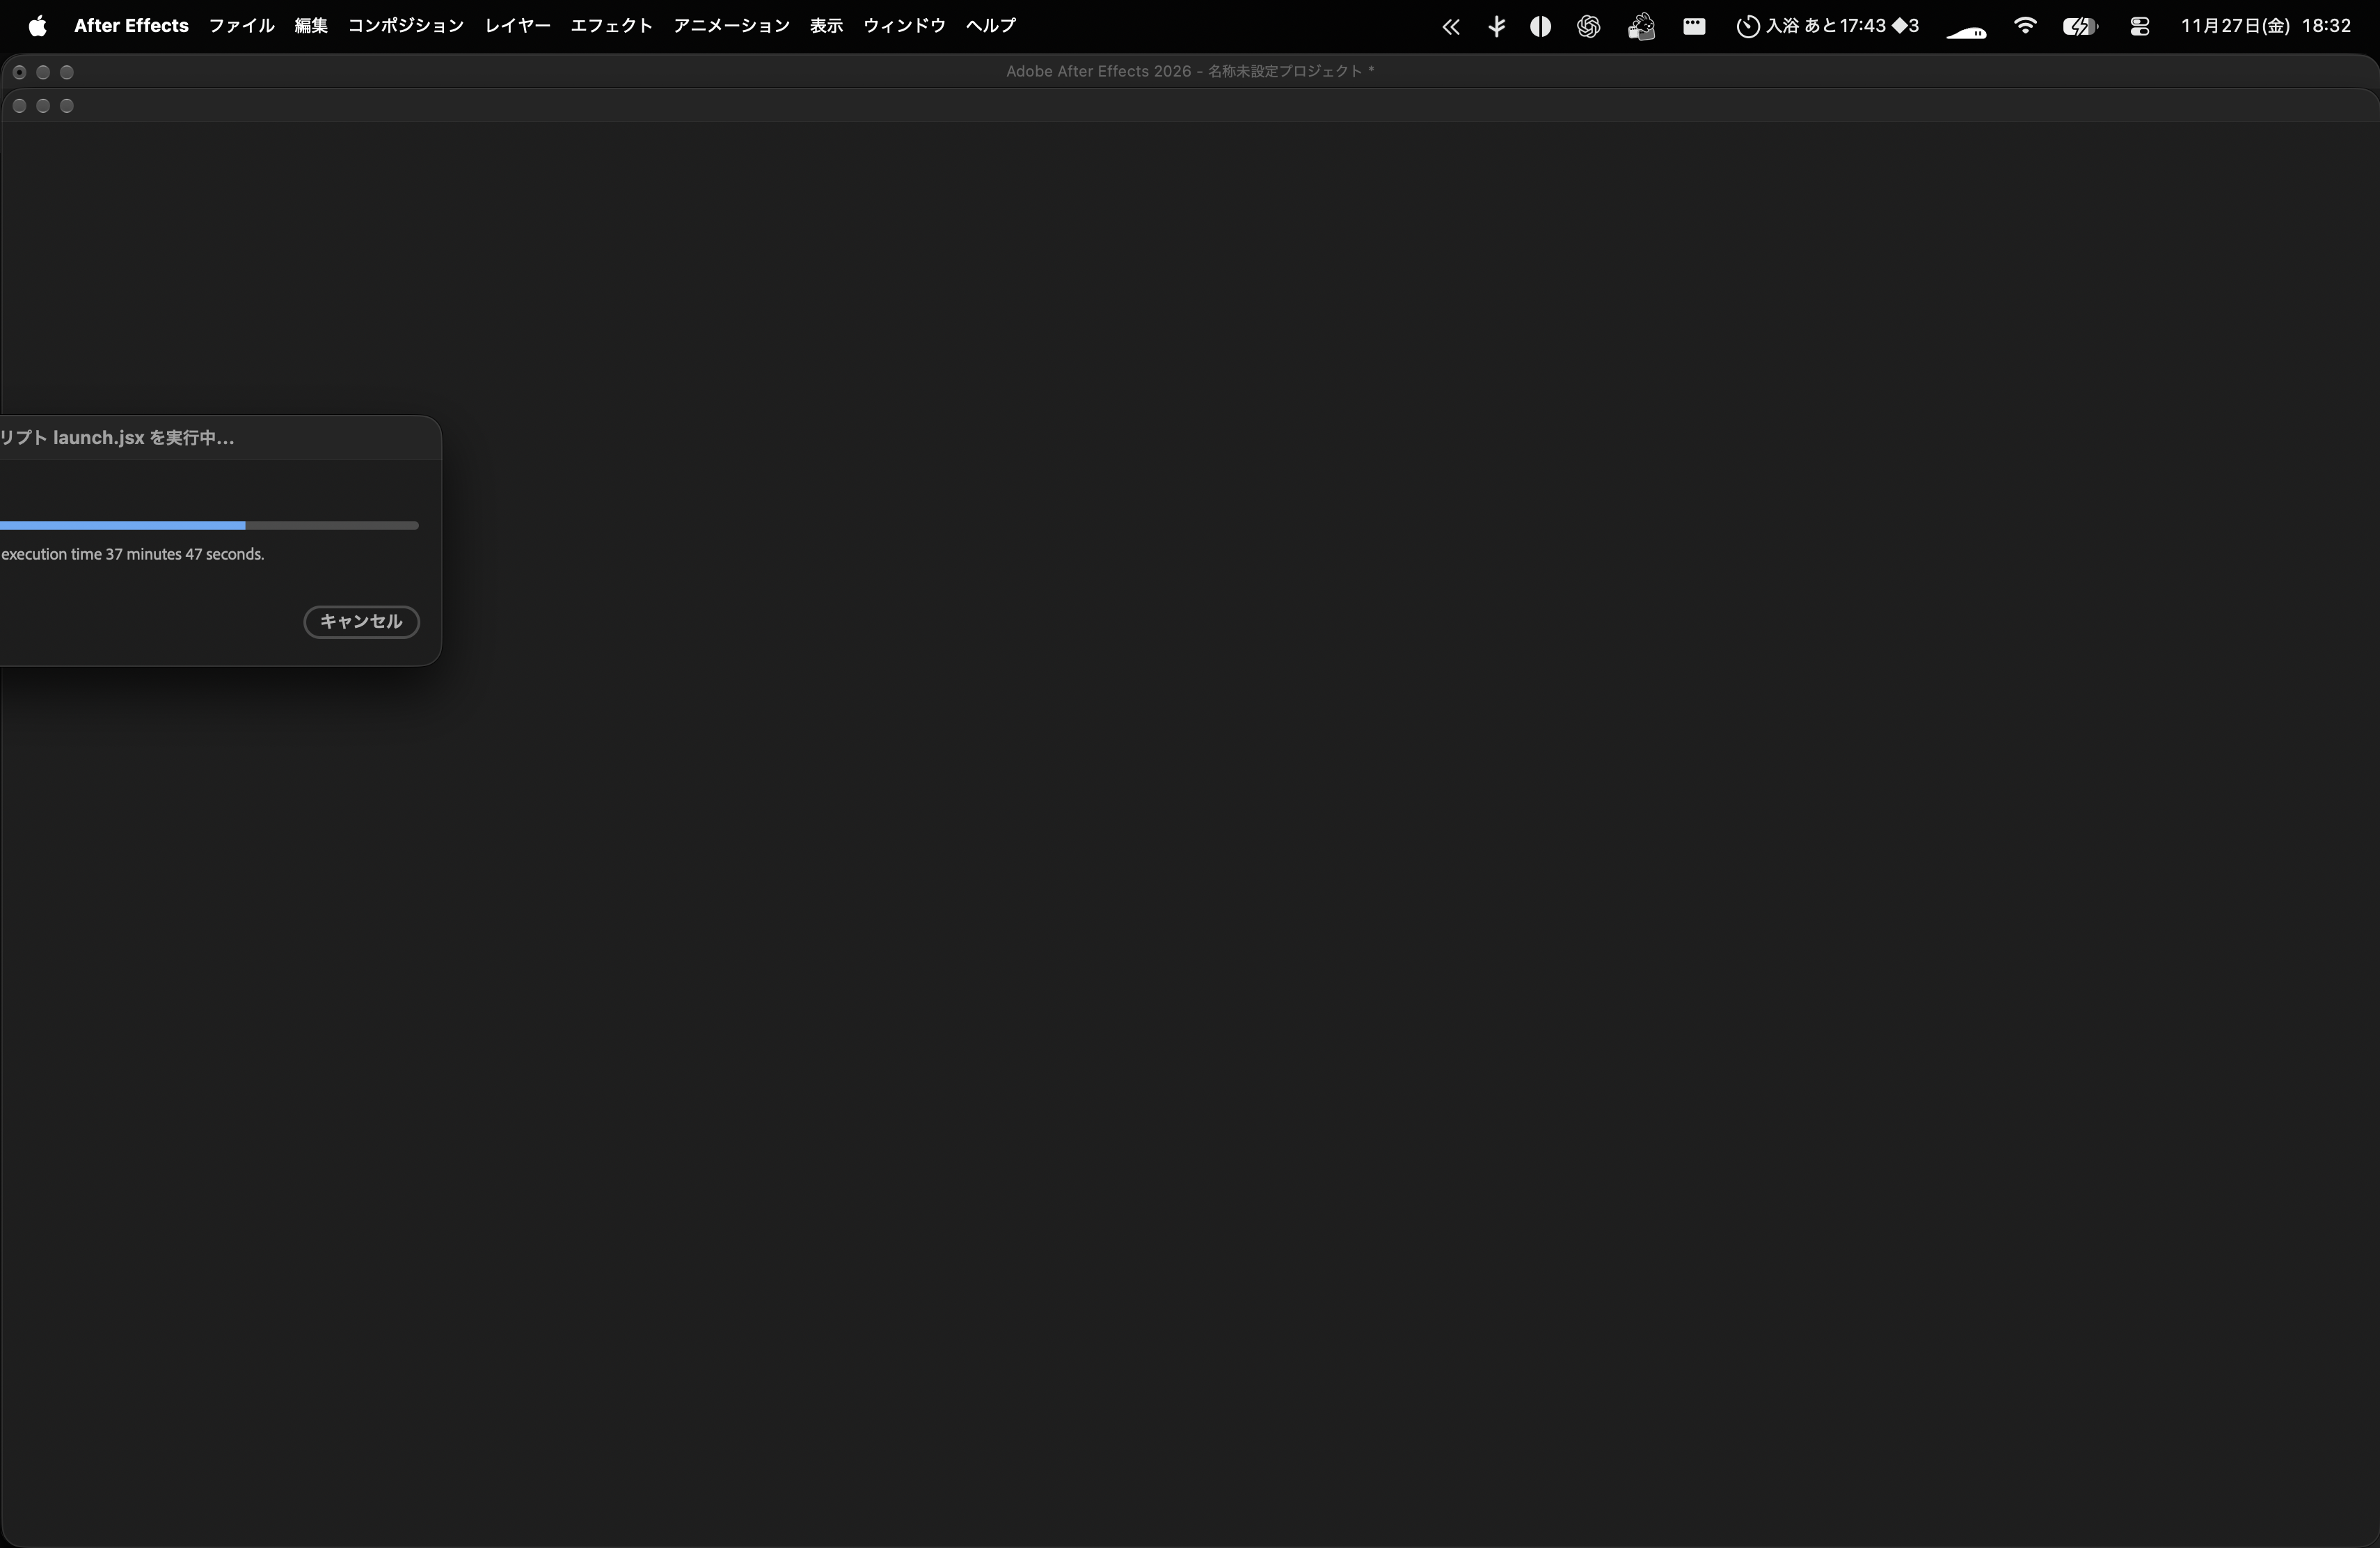 After Effects ファイル 編集 コンポジション レイヤー エフェクト アニメーション 表示 ウィンドウ ヘルプ 入浴 あと17:43 ◆3 11月27日(金) 18:32
Adobe After Effects 2026 - 名称未設定プロジェクト *
リプト launch.jsx を実行中...
execution time 37 minutes 47 seconds.
キャンセル